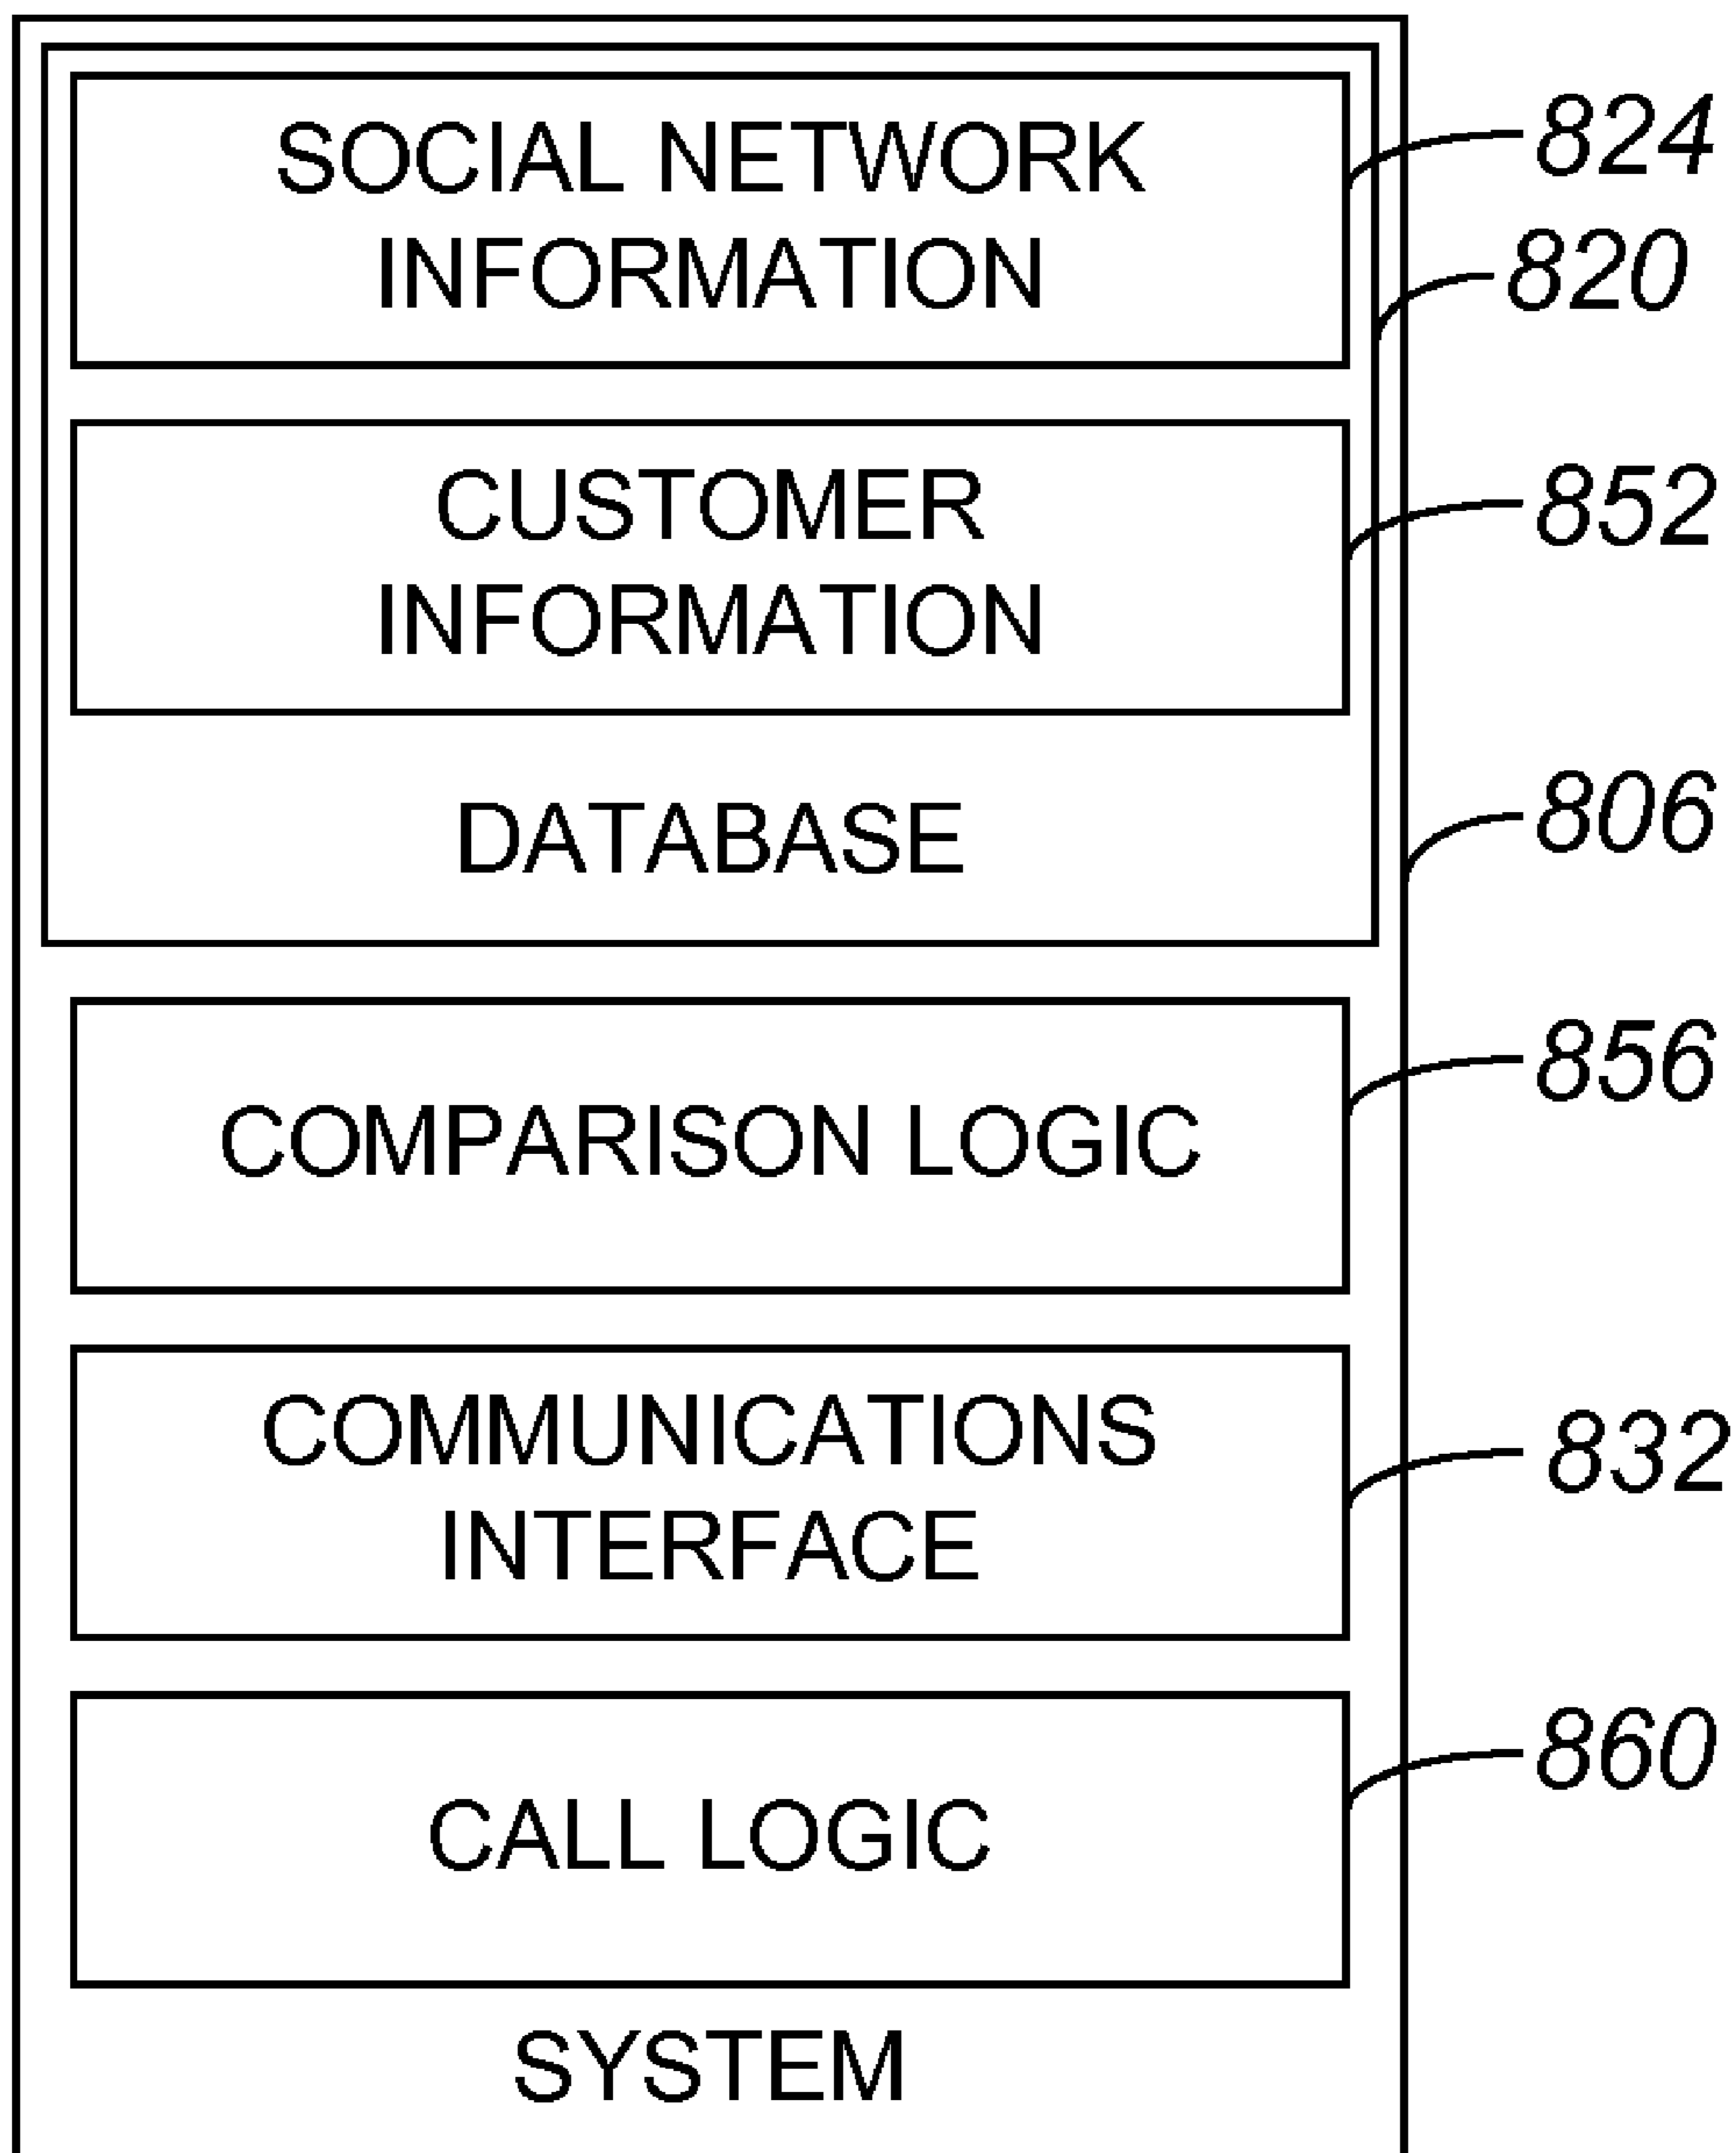 SOCIAL NETWORK
INFORMATION
824
820
CUSTOMER
INFORMATION
852
DATABASE
806
COMPARISON LOGIC
856
COMMUNICATIONS
INTERFACE
832
CALL LOGIC
860
SYSTEM